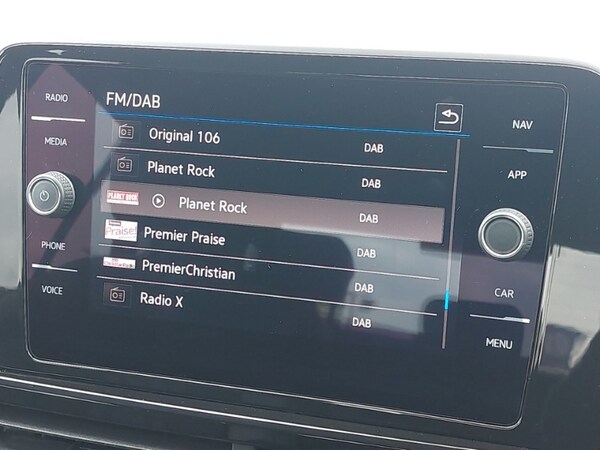 RADIO
MEDIA
PHONE
VOICE
FM/DAB
Original 106 DAB
Planet Rock DAB
PLANET ROCK Planet Rock DAB
Praise! Premier Praise DAB
PremierChristian DAB
Radio X DAB
NAV
APP
CAR
MENU